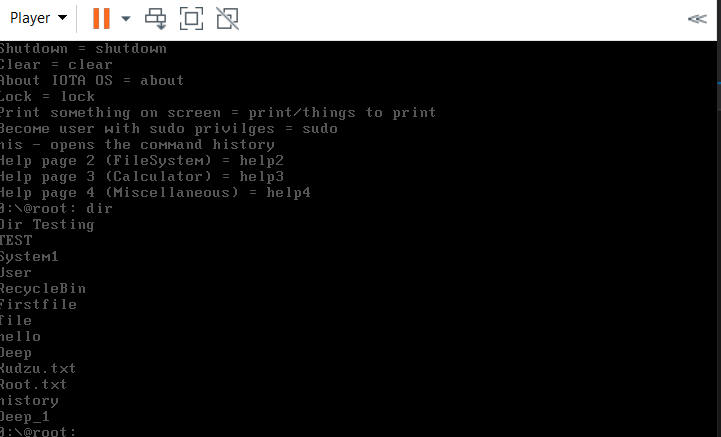 Player
Shutdown = shutdown
Clear = clear
About IOTA OS = about
Lock = lock
Print something on screen = print/things to print
Become user with sudo privilges = sudo
his - opens the command history
Help page 2 (FileSystem) = help2
Help page 3 (Calculator) = help3
Help page 4 (Miscellaneous) = help4
0:\@root: dir
Dir Testing
TEST
System1
User
RecycleBin
Firstfile
file
hello
Deep
Kudzu.txt
Root.txt
history
Deep_1
0:\@root: